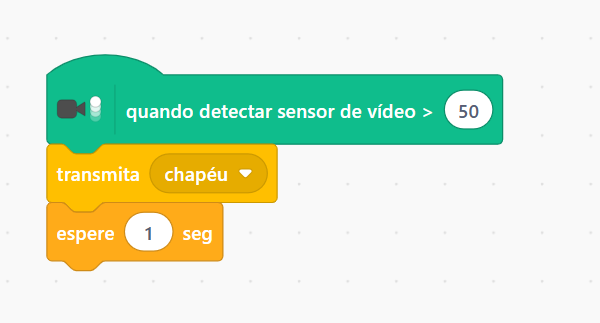 quando detectar sensor de vídeo > 50
transmita chapéu
espere 1 seg